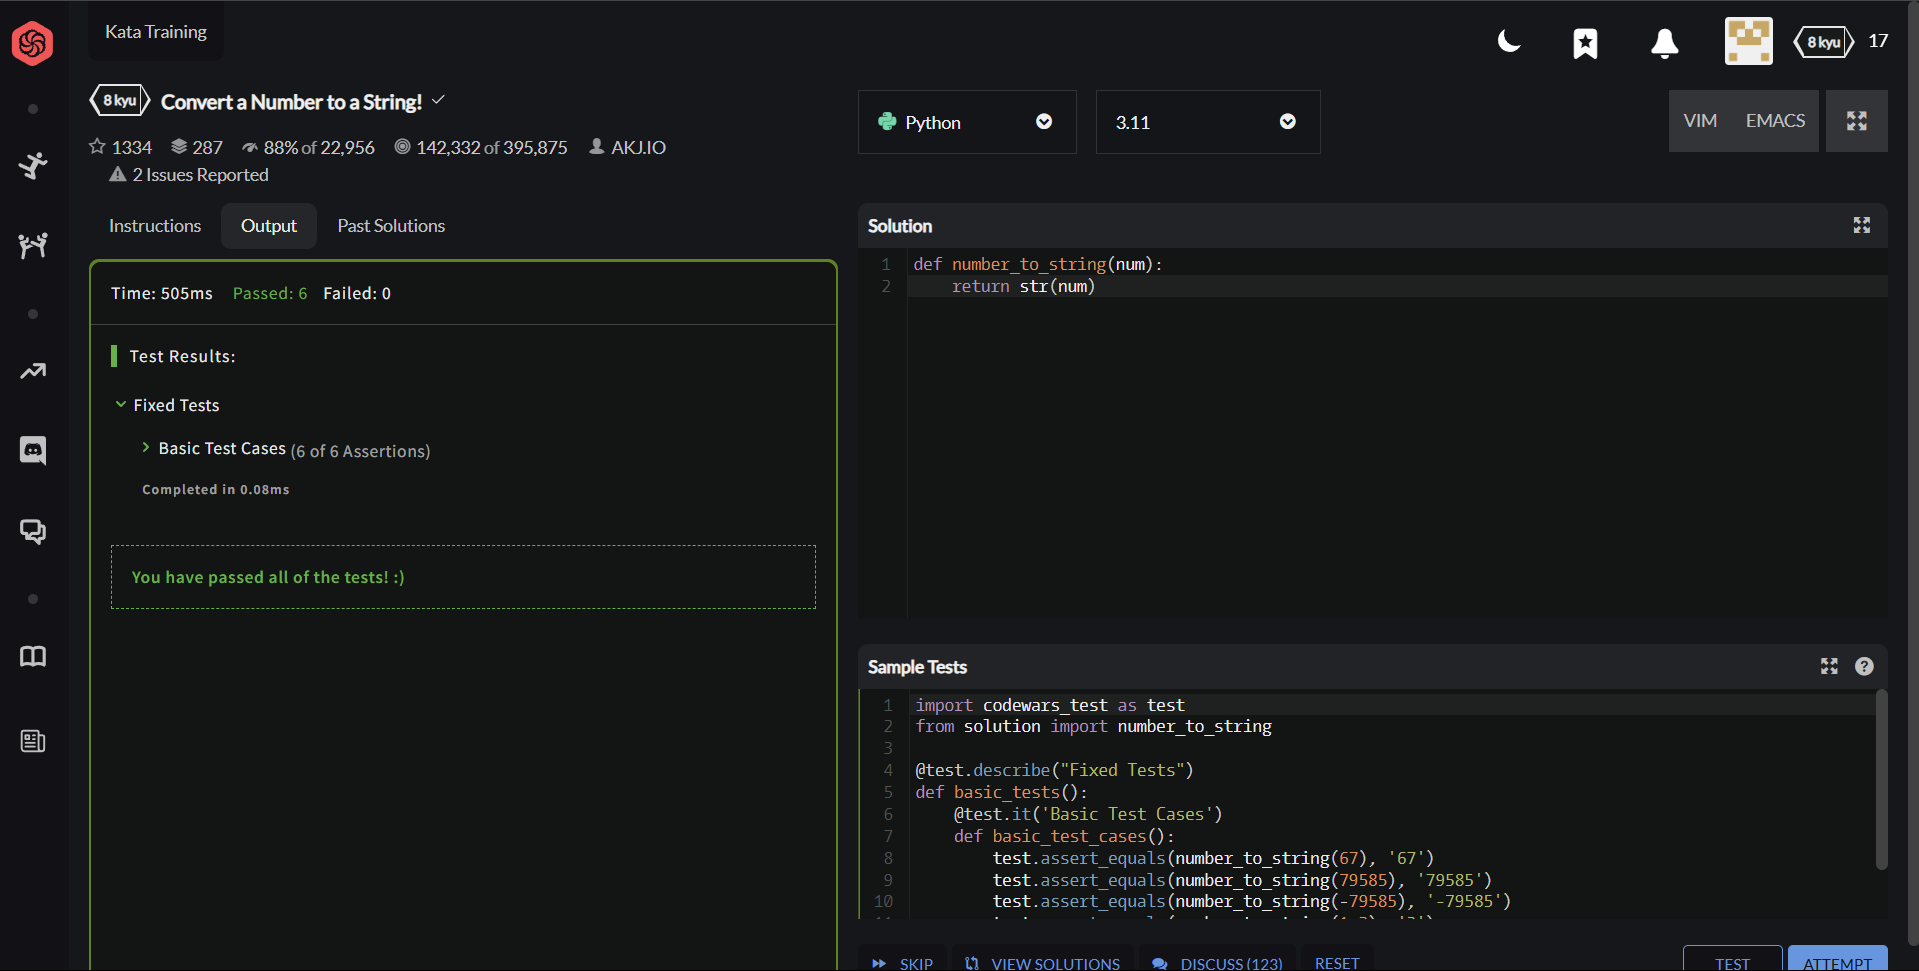 Kata Training
8 kyu 17
8 kyu Convert a Number to a String!
1334 287 88% of 22,956 142,332 of 395,875 AKJ.IO
2 Issues Reported
Instructions Output Past Solutions
Time: 505ms Passed: 6 Failed: 0
Test Results:
Fixed Tests
Basic Test Cases (6 of 6 Assertions)
Completed in 0.08ms
You have passed all of the tests! :)
Python 3.11 VIM EMACS
Solution
1 def number_to_string(num):
2 return str(num)
Sample Tests
1 import codewars_test as test
2 from solution import number_to_string
3
4 @test.describe("Fixed Tests")
5 def basic_tests():
6 @test.it('Basic Test Cases')
7 def basic_test_cases():
8 test.assert_equals(number_to_string(67), '67')
9 test.assert_equals(number_to_string(79585), '79585')
10 test.assert_equals(number_to_string(-79585), '-79585')
SKIP VIEW SOLUTIONS DISCUSS (123) RESET TEST ATTEMPT